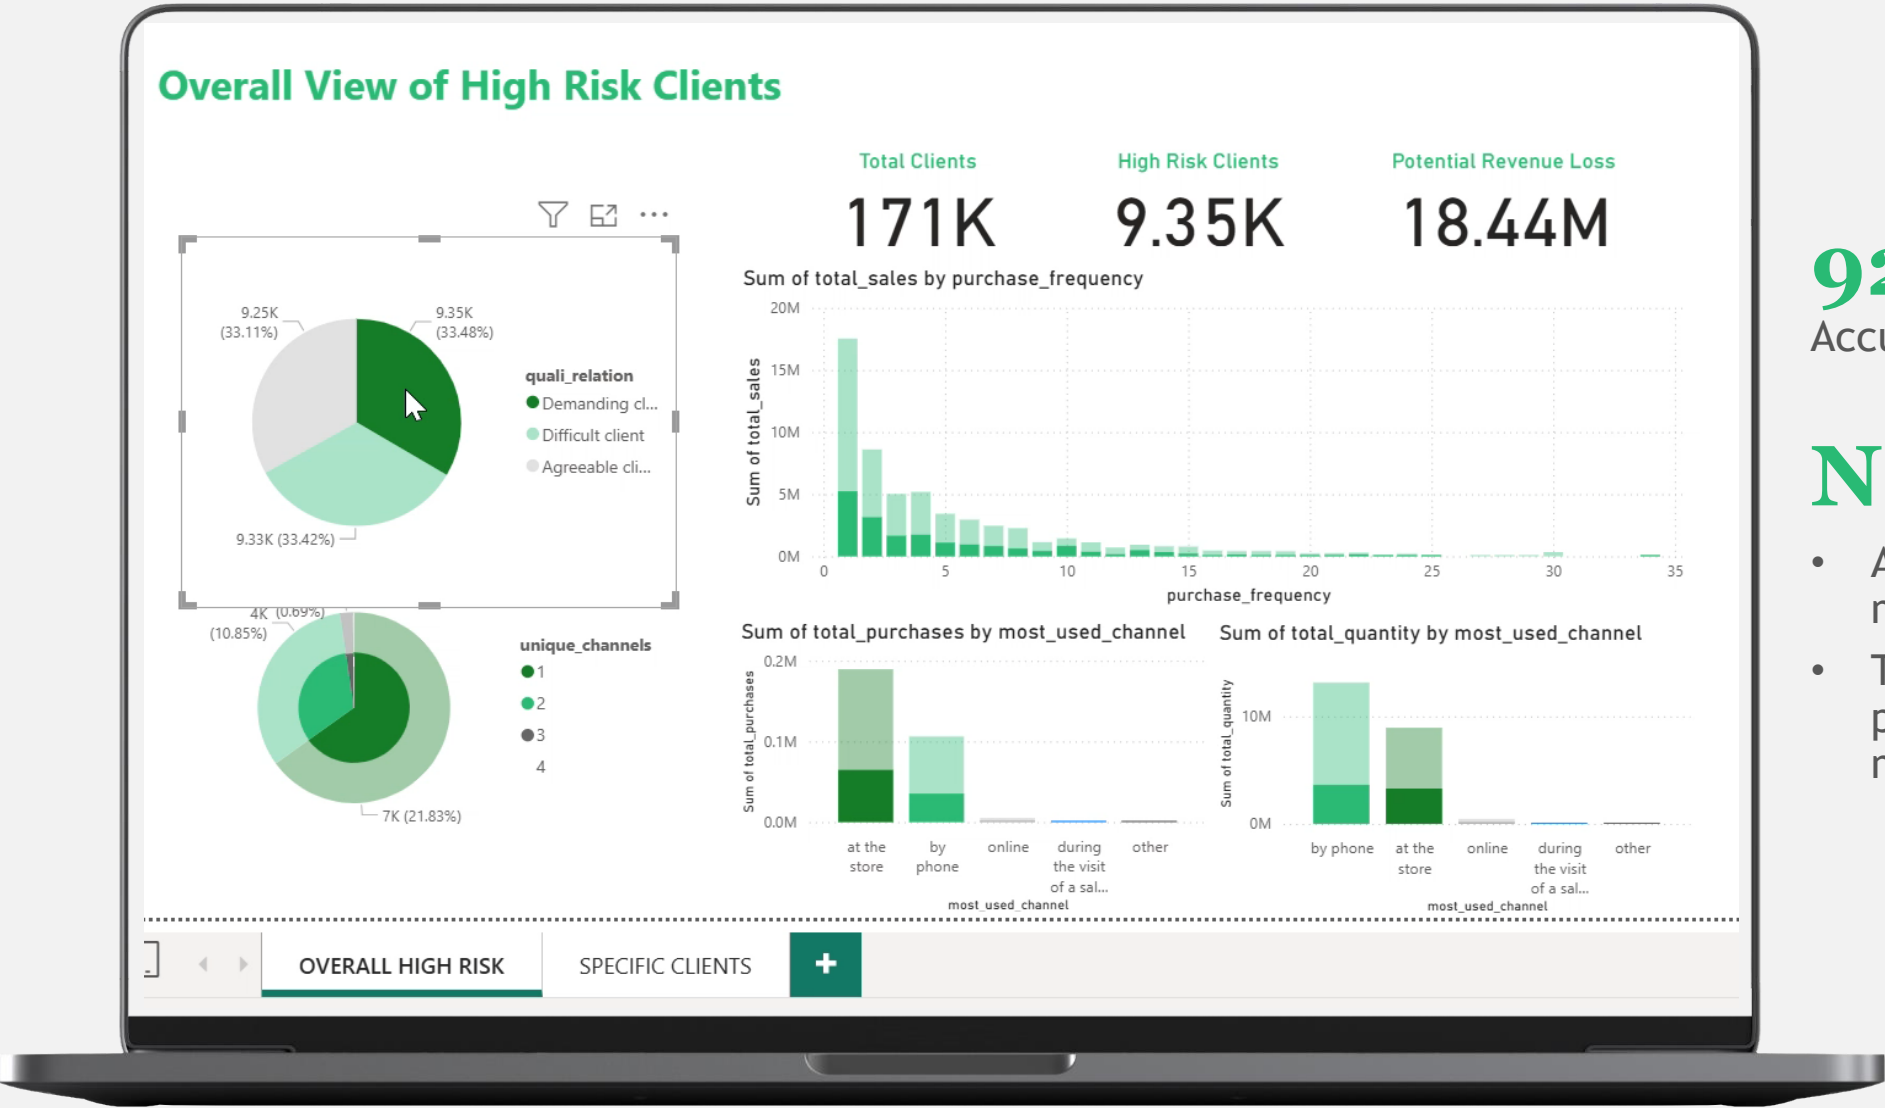 Overall View of High Risk Clients
Total Clients
171K
High Risk Clients
9.35K
Potential Revenue Loss
18.44M
9.25K
(33.11%)
9.35K
(33.48%)
9.33K (33.42%)
quali_relation
Demanding cl...
Difficult client
Agreeable cli...
4K (0.69%)
(10.85%)
7K (21.83%)
unique_channels
1
2
3
4
Sum of total_sales by purchase_frequency
Sum of total_sales
20M
15M
10M
5M
0M
0 5 10 15 20 25 30 35
purchase_frequency
Sum of total_purchases by most_used_channel
Sum of total_purchases
0.2M
0.1M
0.0M
at the
store
by
phone
online
during
the visit
of a sal...
other
most_used_channel
Sum of total_quantity by most_used_channel
Sum of total_quantity
10M
0M
by phone
at the
store
online
during
the visit
of a sal...
other
most_used_channel
OVERALL HIGH RISK
SPECIFIC CLIENTS
+